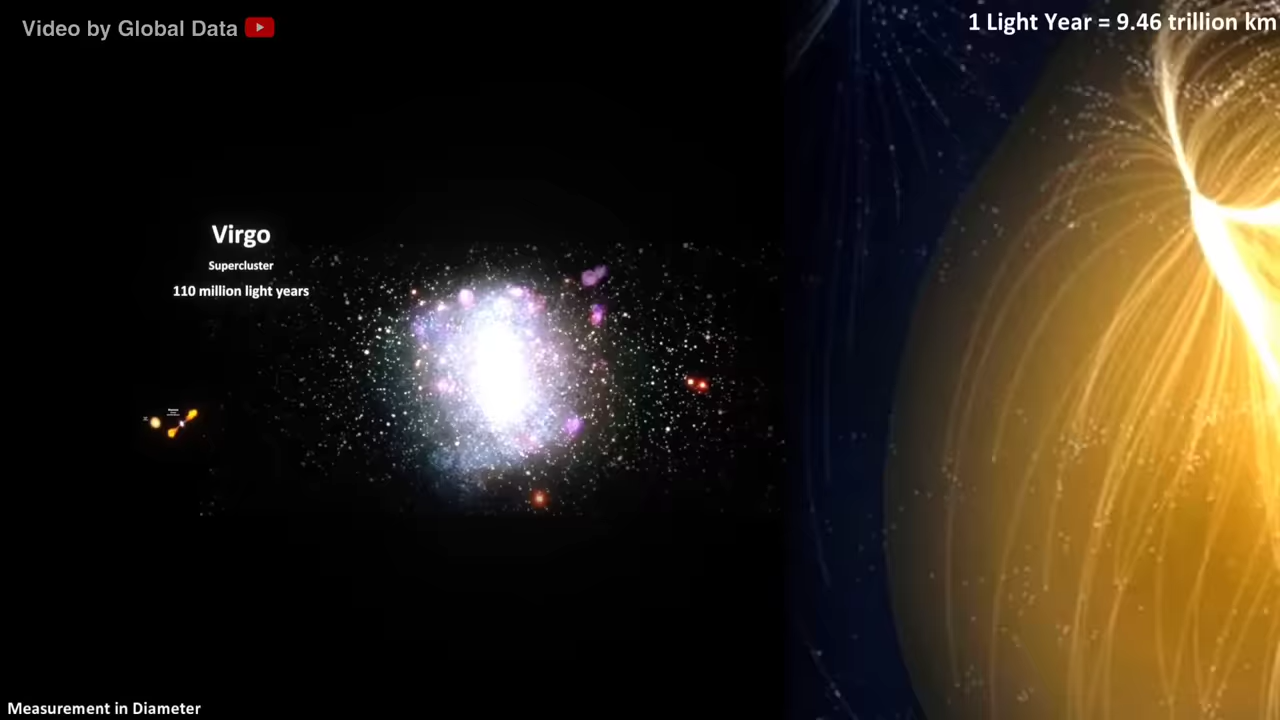 Video by Global Data
1 Light Year = 9.46 trillion km
Virgo
Supercluster
110 million light years
Measurement in Diameter